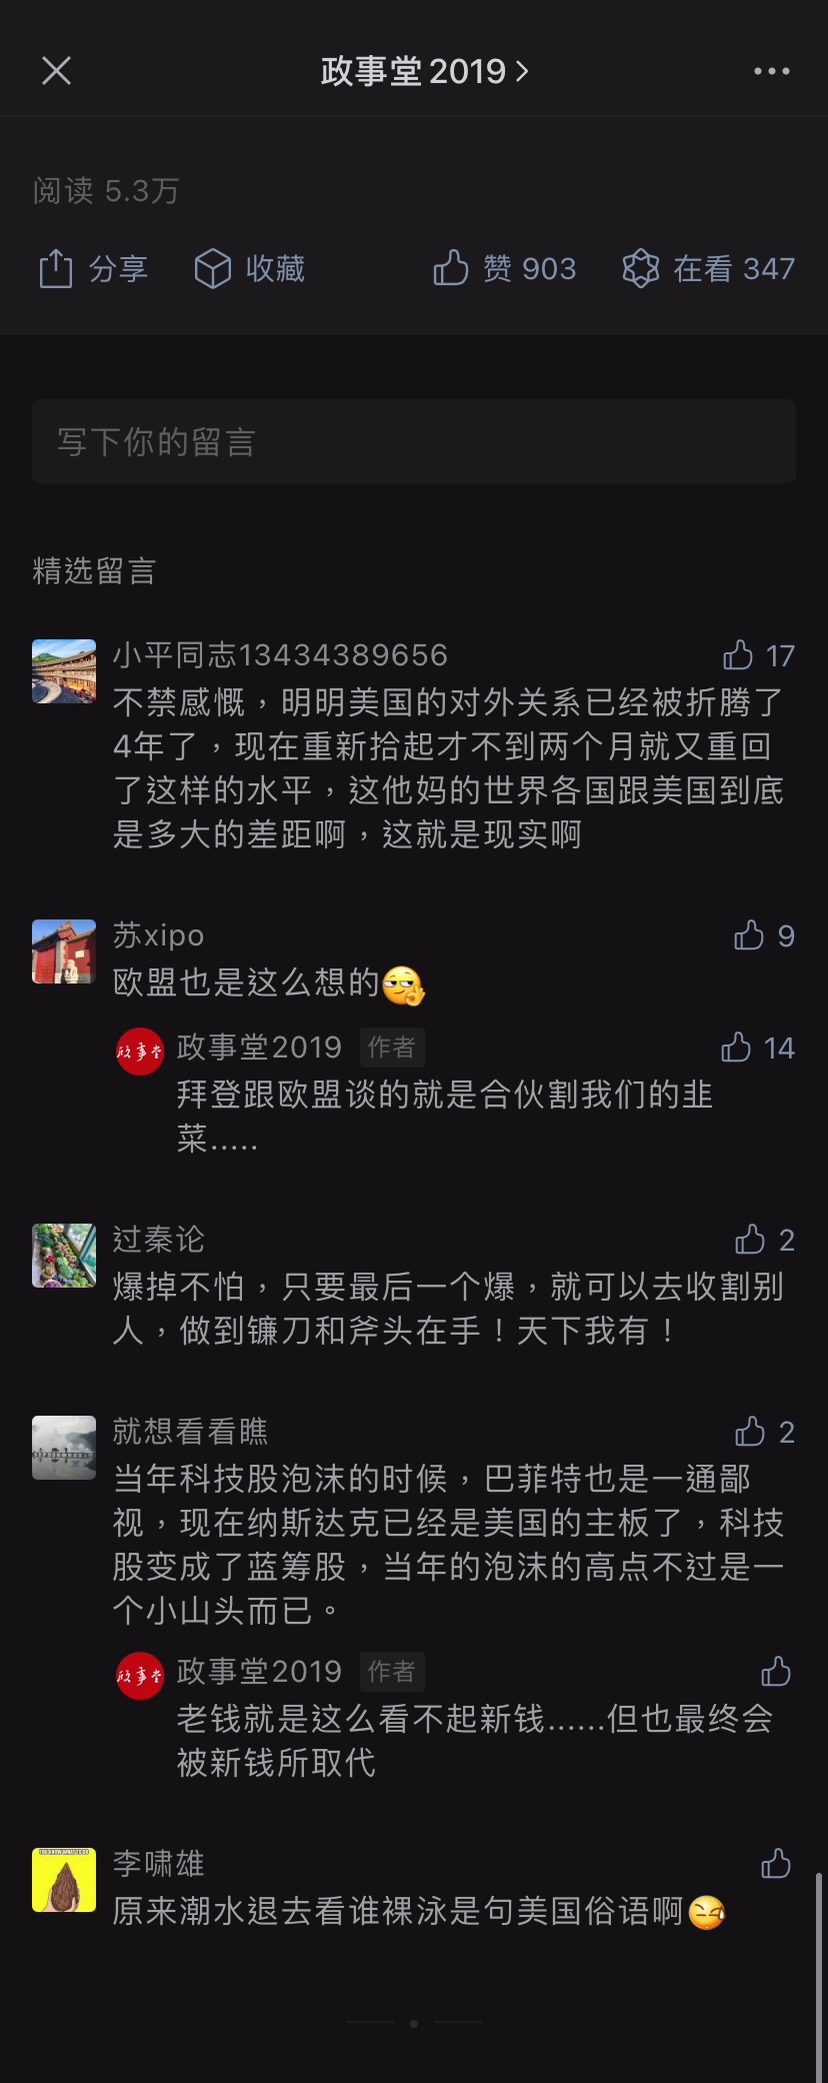 政事堂2019
阅读 5.3万
分享 收藏 赞 903 在看 347
写下你的留言
精选留言
小平同志13434389656 17
不禁感慨，明明美国的对外关系已经被折腾了
4年了，现在重新拾起才不到两个月就又重回
了这样的水平，这他妈的世界各国跟美国到底
是多大的差距啊，这就是现实啊
苏xipo 9
欧盟也是这么想的
政事堂2019 作者 14
拜登跟欧盟谈的就是合伙割我们的韭
菜.....
过秦论 2
爆掉不怕，只要最后一个爆，就可以去收割别
人，做到镰刀和斧头在手！天下我有！
就想看看瞧 2
当年科技股泡沫的时候，巴菲特也是一通鄙
视，现在纳斯达克已经是美国的主板了，科技
股变成了蓝筹股，当年的泡沫的高点不过是一
个小山头而已。
政事堂2019 作者
老钱就是这么看不起新钱......但也最终会
被新钱所取代
李啸雄
原来潮水退去看谁裸泳是句美国俗语啊